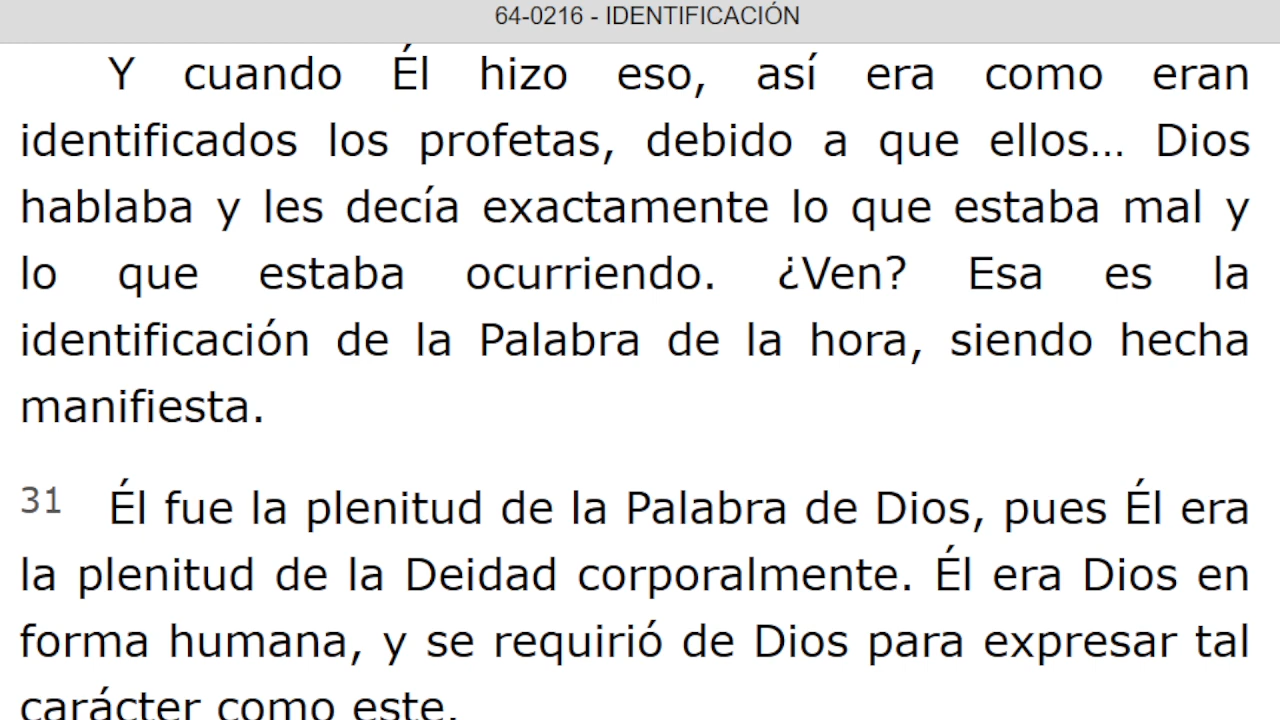 64-0216 - IDENTIFICACIÓN
Y cuando Él hizo eso, así era como eran
identificados los profetas, debido a que ellos... Dios
hablaba y les decía exactamente lo que estaba mal y
lo que estaba ocurriendo. ¿Ven? Esa es la
identificación de la Palabra de la hora, siendo hecha
manifiesta.
31 Él fue la plenitud de la Palabra de Dios, pues Él era
la plenitud de la Deidad corporalmente. Él era Dios en
forma humana, y se requirió de Dios para expresar tal
carácter como este.